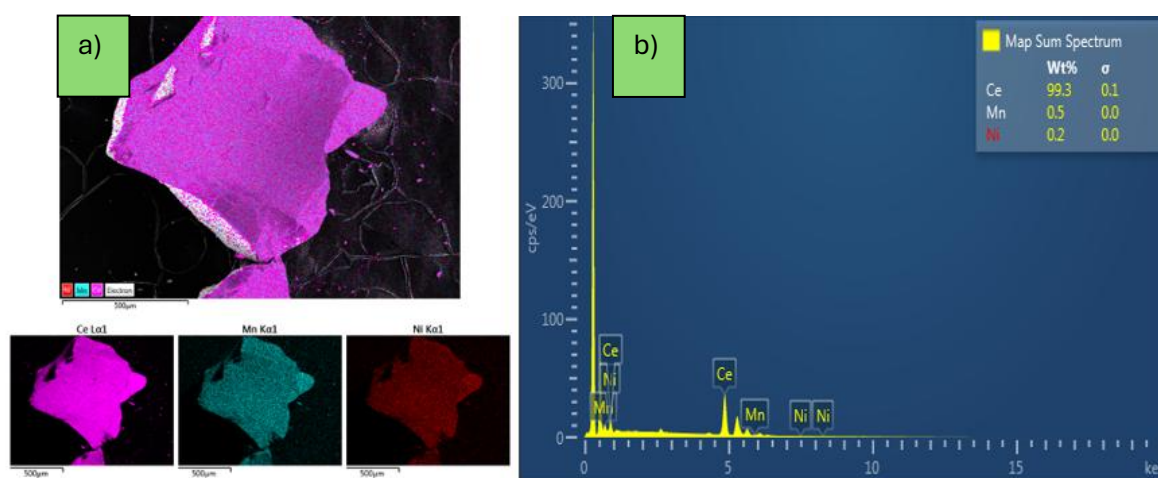 a)
Ni Mn Ce Electron
500μm
Ce Lα1 Mn Kα1 Ni Kα1
500μm 500μm 500μm
b)
Map Sum Spectrum
Wt% σ
Ce 99.3 0.1
Mn 0.5 0.0
Ni 0.2 0.0
cps/eV
300
200
100
0
Ce
Ni
Mn
Ce
Mn
Ni
Ni
0 5 10 15 ke